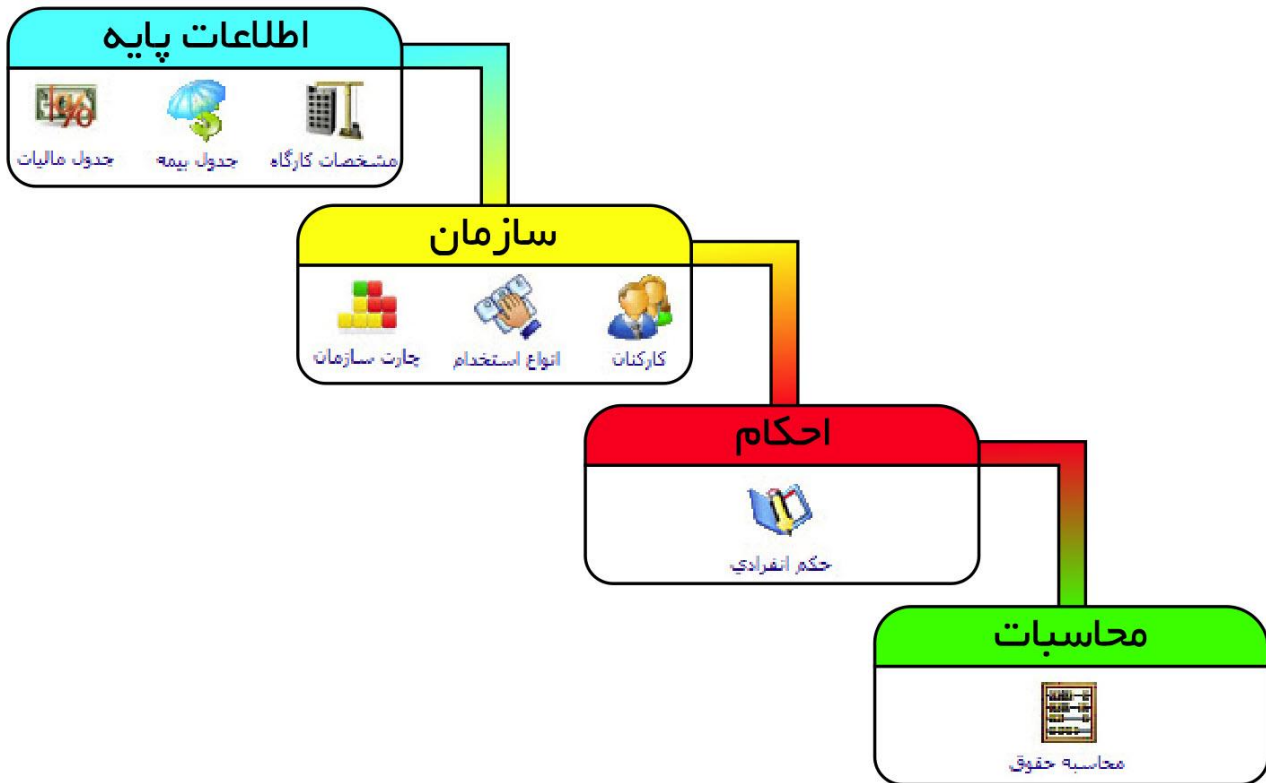 اطلاعات پایه
مشخصات کارگاه جدول بیمه جدول مالیات
سازمان
کارکنان انواع استخدام چارت سازمان
احکام
حکم انفرادي
محاسبات
محاسبه حقوق